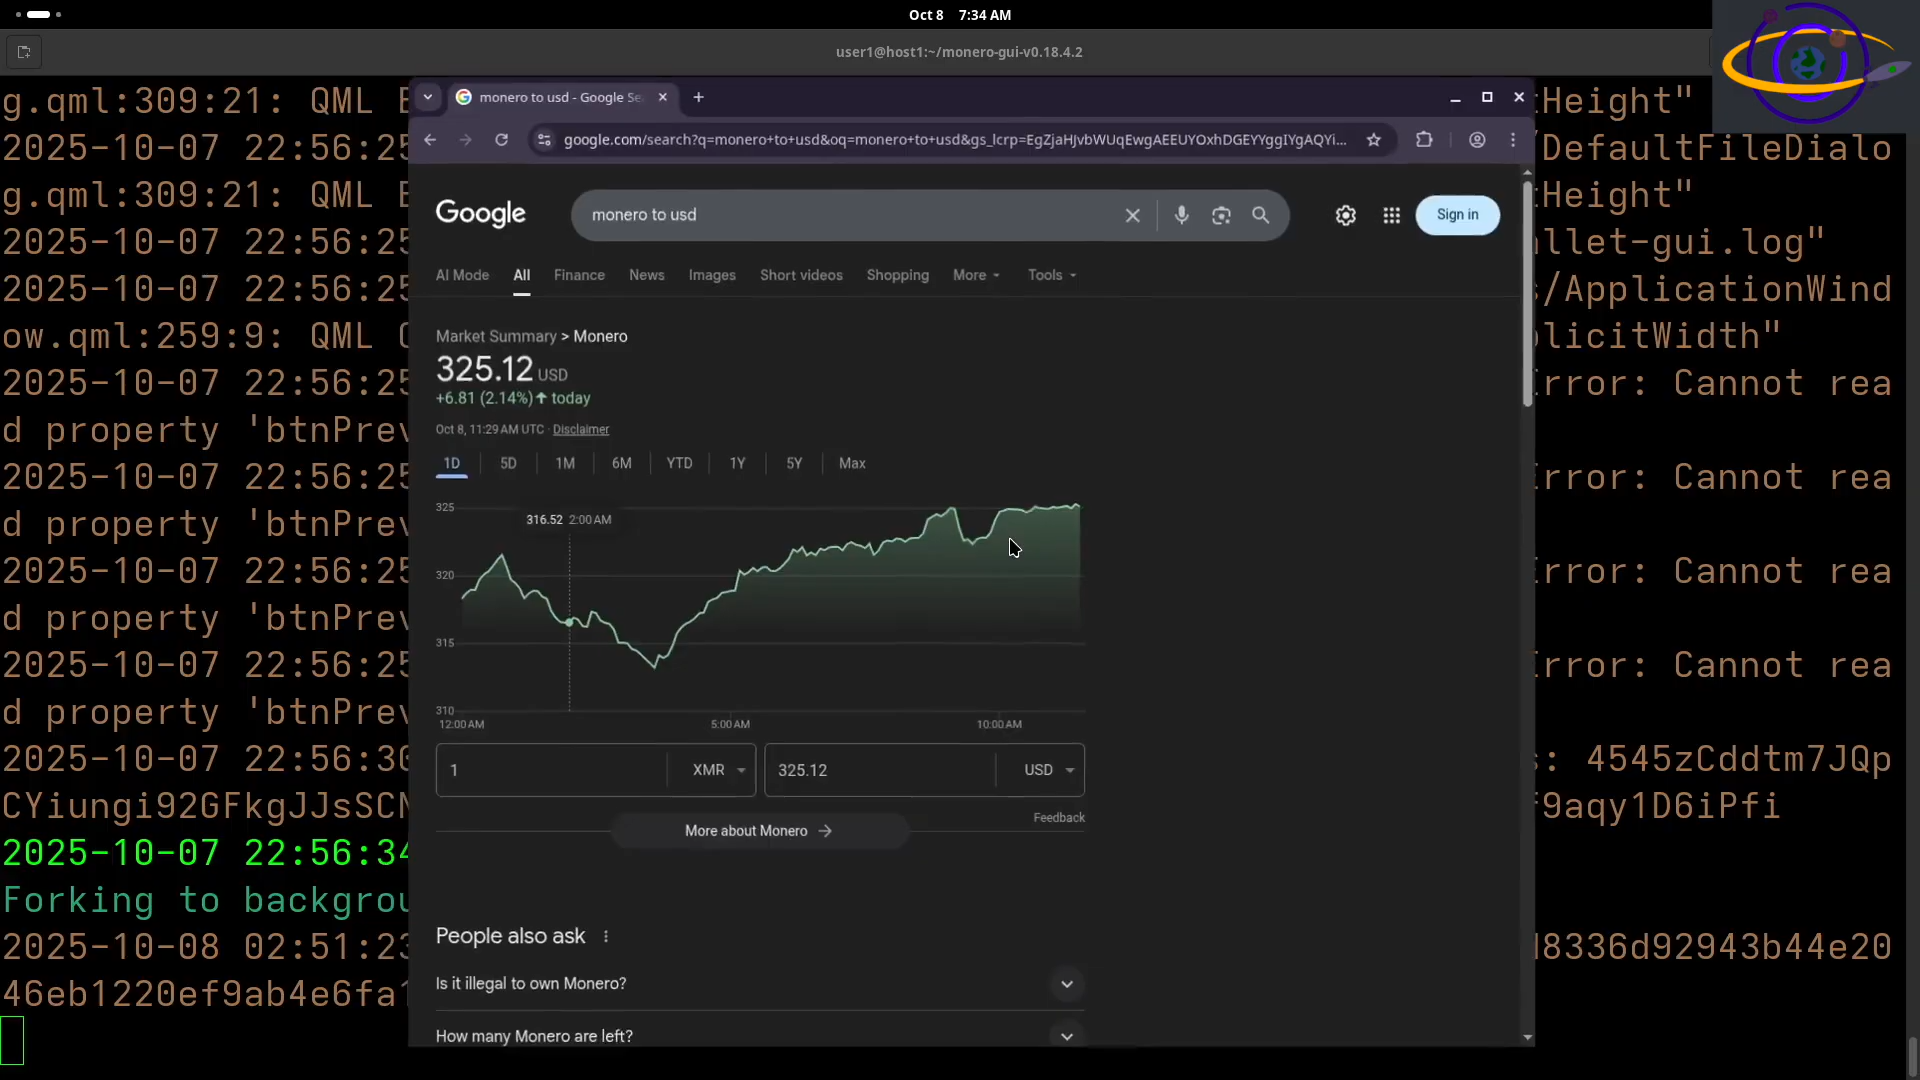 Oct 8 7:34 AM
user1@host1:~/monero-gui-v0.18.4.2
g.qml:309:21: QML
tHeight"
2025-10-07 22:56:25
/DefaultFileDialo
g.qml:309:21: QML
tHeight"
2025-10-07 22:56:25
allet-gui.log"
2025-10-07 22:56:25
s/ApplicationWind
ow.qml:259:9: QML
plicitWidth"
2025-10-07 22:56:25
Error: Cannot rea
d property 'btnPrev
2025-10-07 22:56:25
Error: Cannot rea
d property 'btnPrev
2025-10-07 22:56:25
Error: Cannot rea
d property 'btnPrev
2025-10-07 22:56:25
Error: Cannot rea
d property 'btnPrev
2025-10-07 22:56:30
s: 4545zCddtm7JQp
CYiungi92GFkgJJsSCN
f9aqy1D6iPfi
2025-10-07 22:56:34
Forking to backgrou
2025-10-08 02:51:23
d8336d92943b44e20
46eb1220ef9ab4e6fa1
monero to usd - Google Se
google.com/search?q=monero+to+usd&oq=monero+to+usd&gs_lcrp=EgZjaHJvbWUqEwgAEEUYOxhDGEYYggIYgAQYi...
Google
monero to usd
Sign in
AI Mode All Finance News Images Short videos Shopping More Tools
Market Summary > Monero
325.12 USD
+6.81 (2.14%) today
Oct 8, 11:29 AM UTC · Disclaimer
1D 5D 1M 6M YTD 1Y 5Y Max
325
316.52 2:00 AM
320
315
310
12:00 AM 5:00 AM 10:00 AM
1 XMR 325.12 USD
Feedback
More about Monero
People also ask
Is it illegal to own Monero?
How many Monero are left?